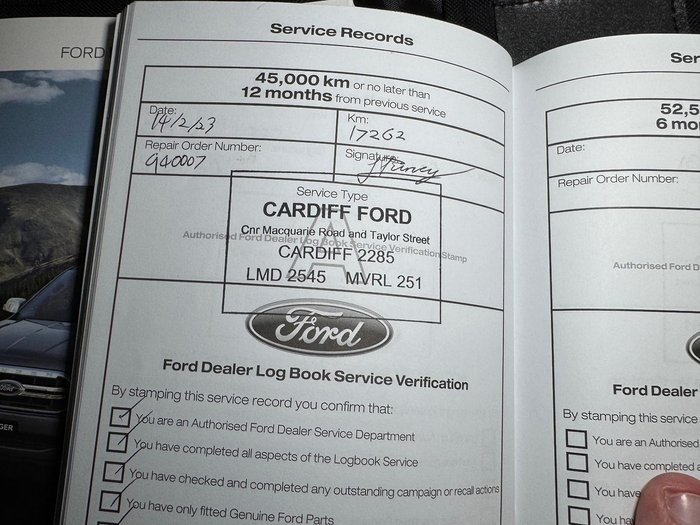 FORD
Service Records
45,000 km or no later than
12 months from previous service
Date:
14/2/23
Km:
17262
Repair Order Number:
940007
Signature:
Service Type
CARDIFF FORD
Cnr Macquarie Road and Taylor Street
Authorised Ford Dealer Log Book Service Verification Stamp
CARDIFF 2285
LMD 2545 MVRL 251
A
Ford
Ford Dealer Log Book Service Verification
By stamping this service record you confirm that:
You are an Authorised Ford Dealer Service Department
You have completed all aspects of the Logbook Service
You have checked and completed any outstanding campaign or recall actions
You have only fitted Genuine Ford Parts
Ser
52,5
6 mo
Date:
Repair Order Number:
Authorised Ford D
Ford Dealer
By stamping this service
You are an Authorised
You have completed
You ha
You have